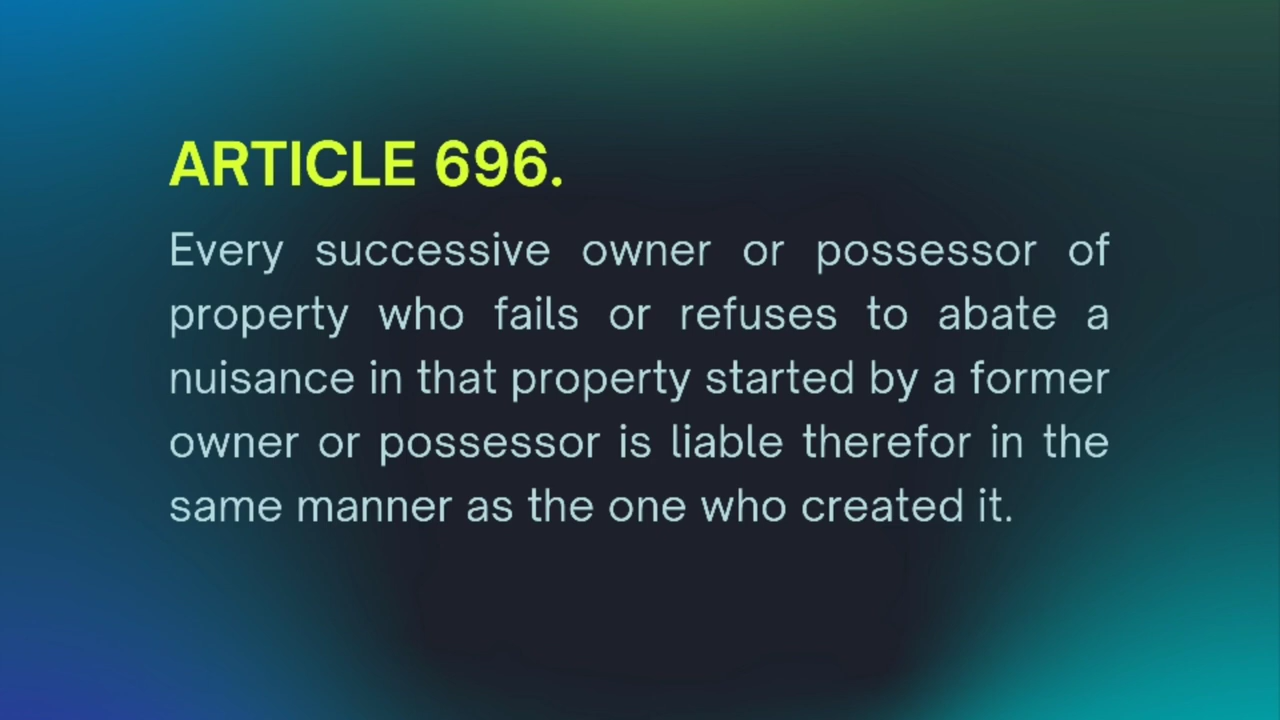 ARTICLE 696.
Every successive owner or possessor of
property who fails or refuses to abate a
nuisance in that property started by a former
owner or possessor is liable therefor in the
same manner as the one who created it.